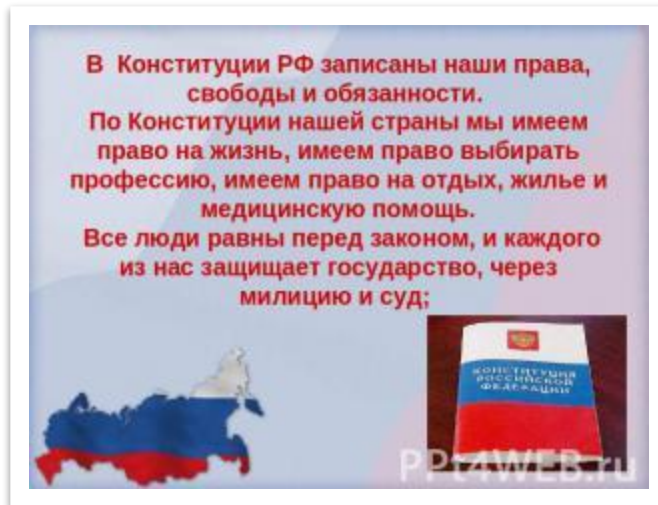 В Конституции РФ записаны наши права,
свободы и обязанности.
По Конституции нашей страны мы имеем
право на жизнь, имеем право выбирать
профессию, имеем право на отдых, жилье и
медицинскую помощь.
Все люди равны перед законом, и каждого
из нас защищает государство, через
милицию и суд;
КОНСТИТУЦИЯ
РОССИЙСКОЙ
ФЕДЕРАЦИИ
PPt4WEB.ru